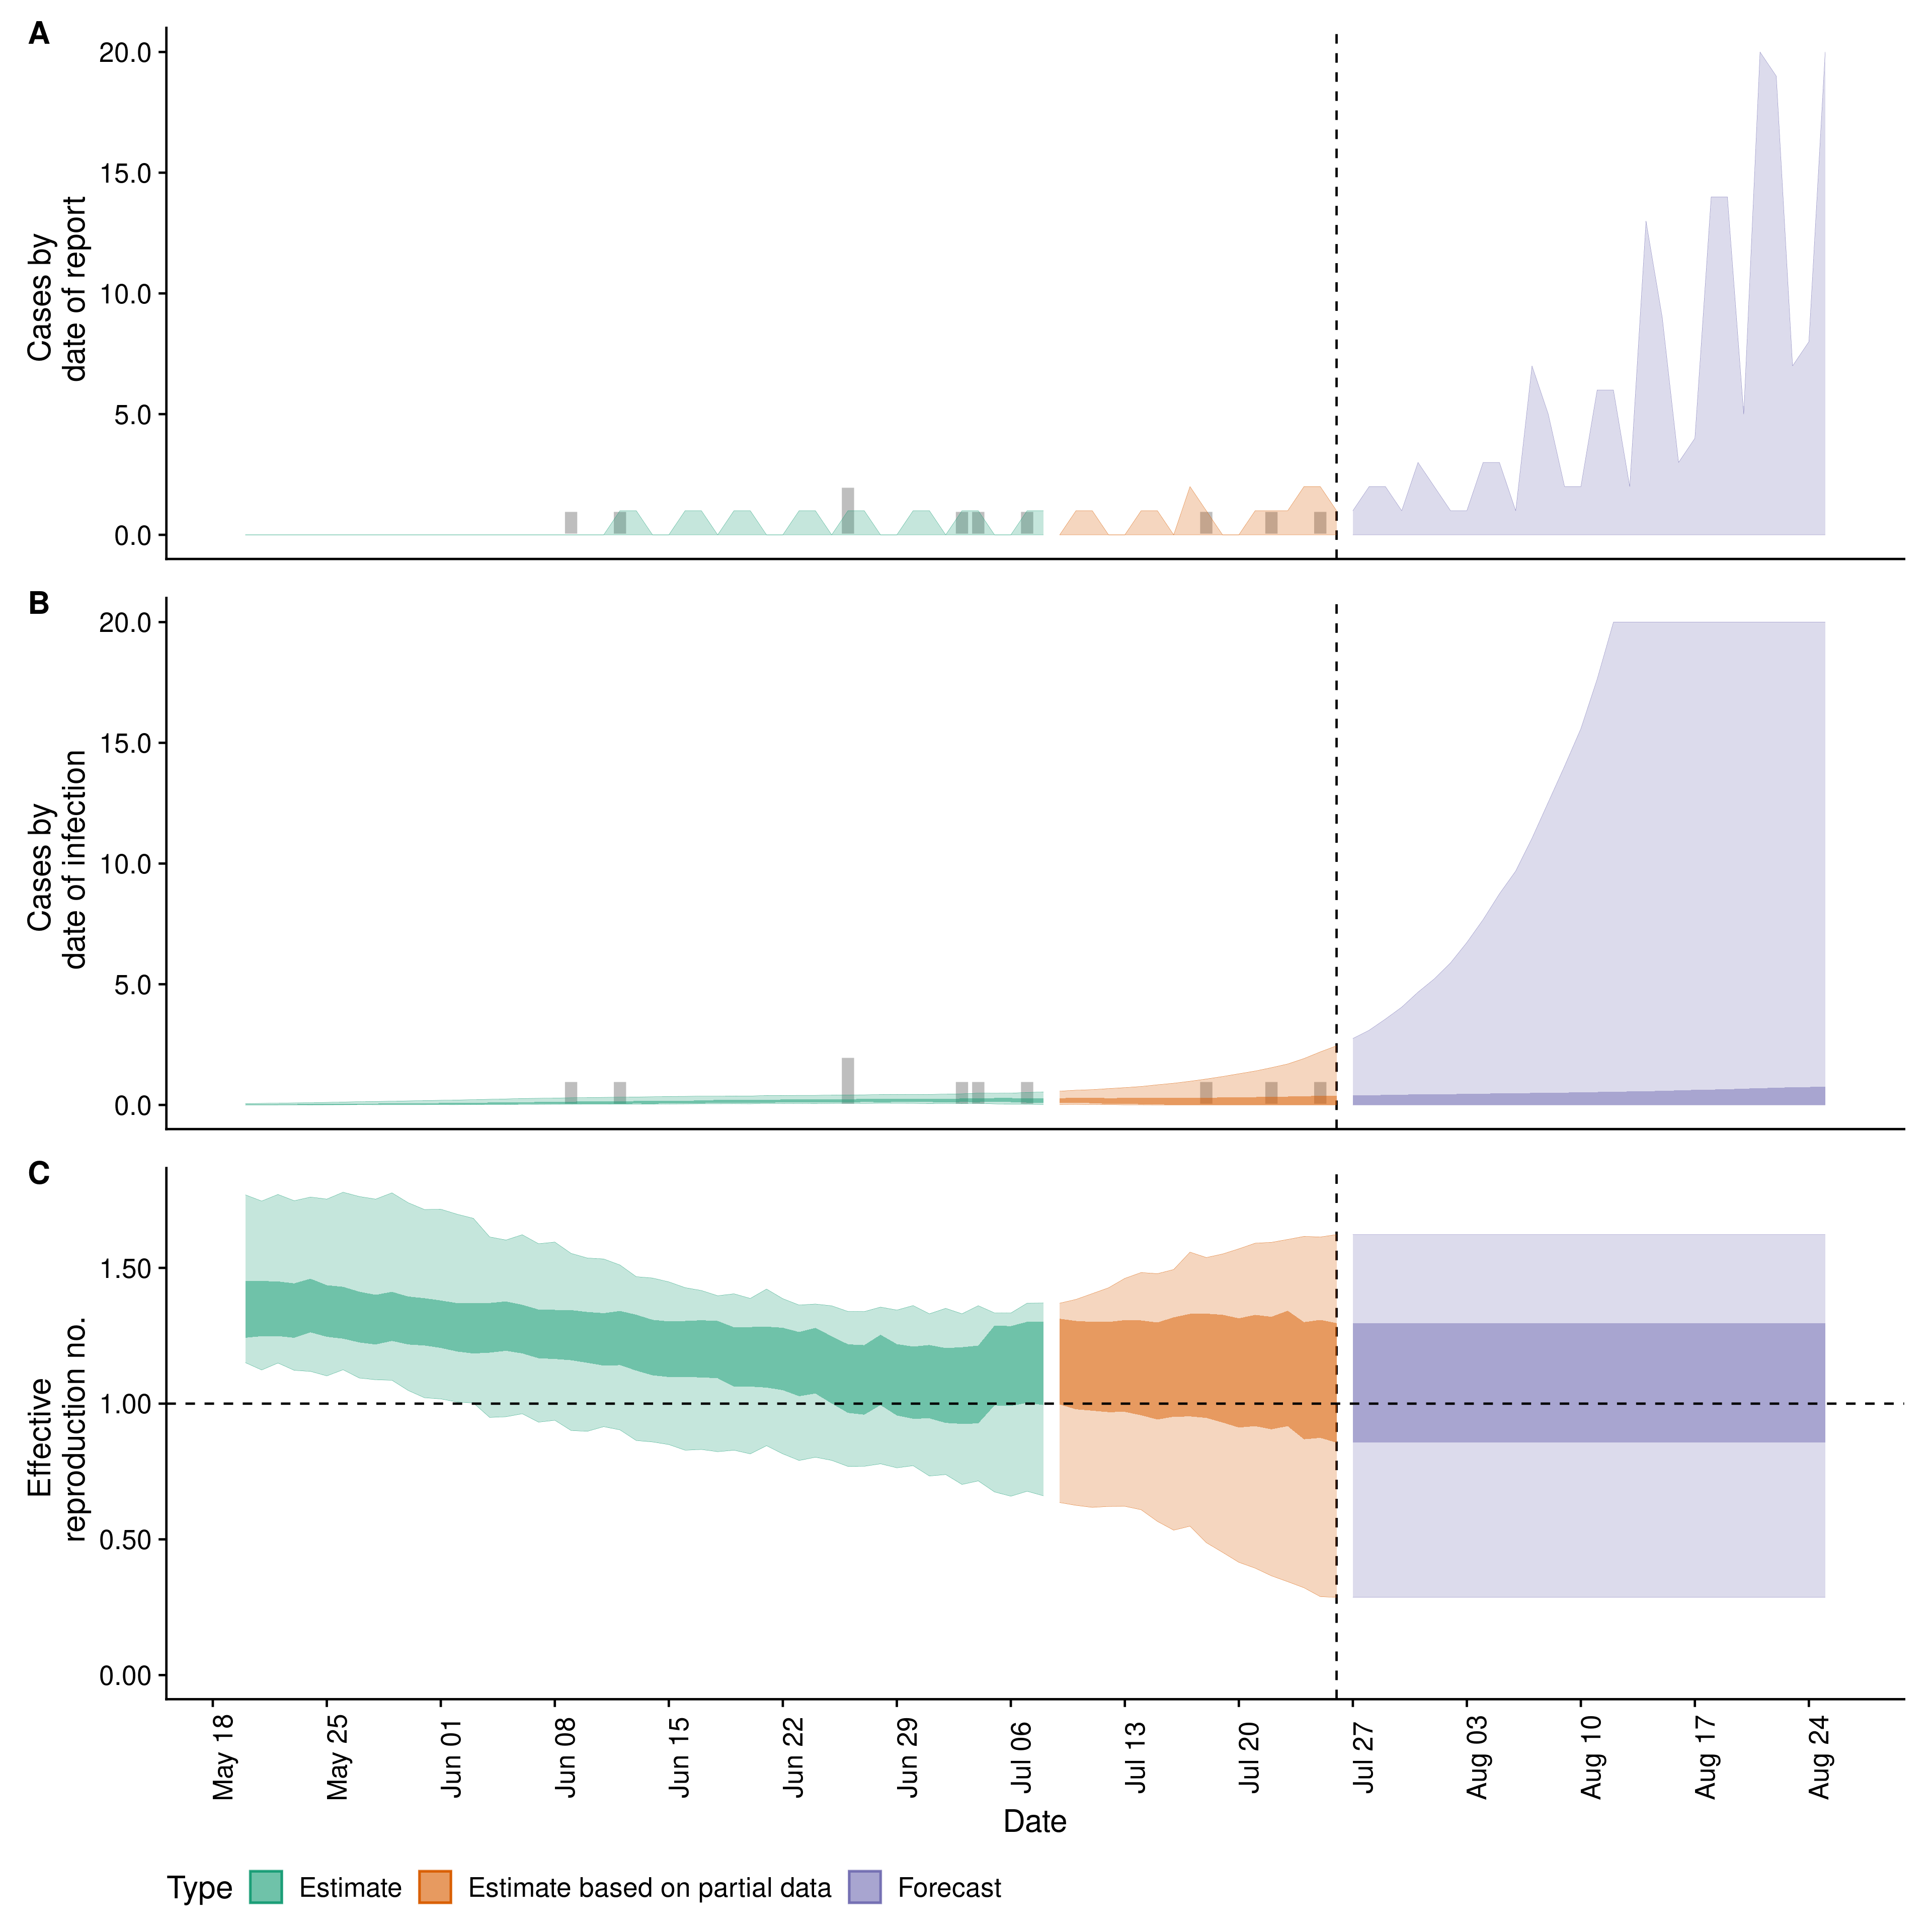 A
20.0
15.0
10.0
5.0
0.0
Cases by
date of report
B
20.0
15.0
10.0
5.0
0.0
Cases by
date of infection
C
1.50
1.00
0.50
0.00
Effective
reproduction no.
May 18
May 25
Jun 01
Jun 08
Jun 15
Jun 22
Jun 29
Jul 06
Jul 13
Jul 20
Jul 27
Aug 03
Aug 10
Aug 17
Aug 24
Date
Type Estimate Estimate based on partial data Forecast